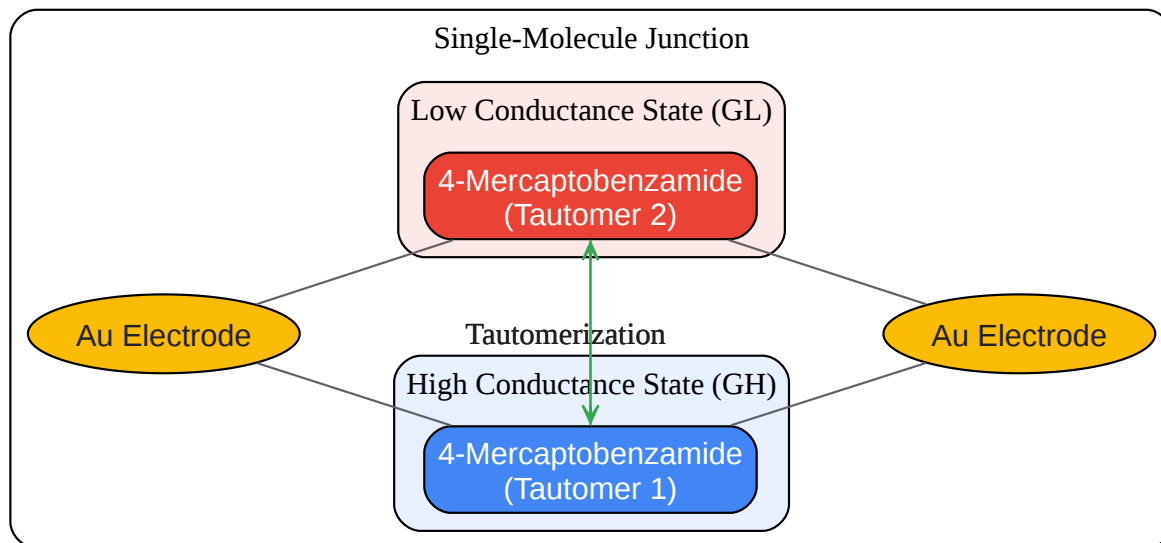 Single-Molecule Junction
Low Conductance State (GL)
4-Mercaptobenzamide
(Tautomer 2)
Au Electrode
Tautomerization
Au Electrode
High Conductance State (GH)
4-Mercaptobenzamide
(Tautomer 1)